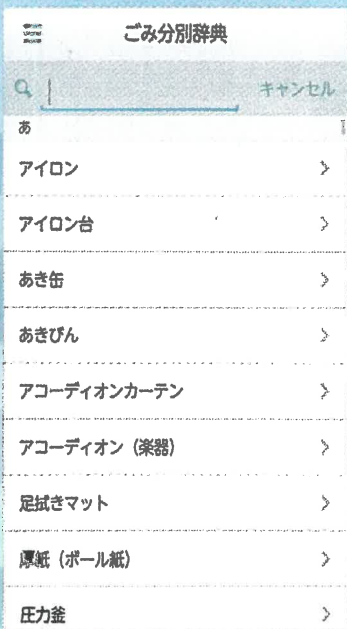 ごみ分別辞典
キャンセル
あ
アイロン
アイロン台
あき缶
あきびん
アコーディオンカーテン
アコーディオン（楽器）
足拭きマット
厚紙（ボール紙）
圧力釜